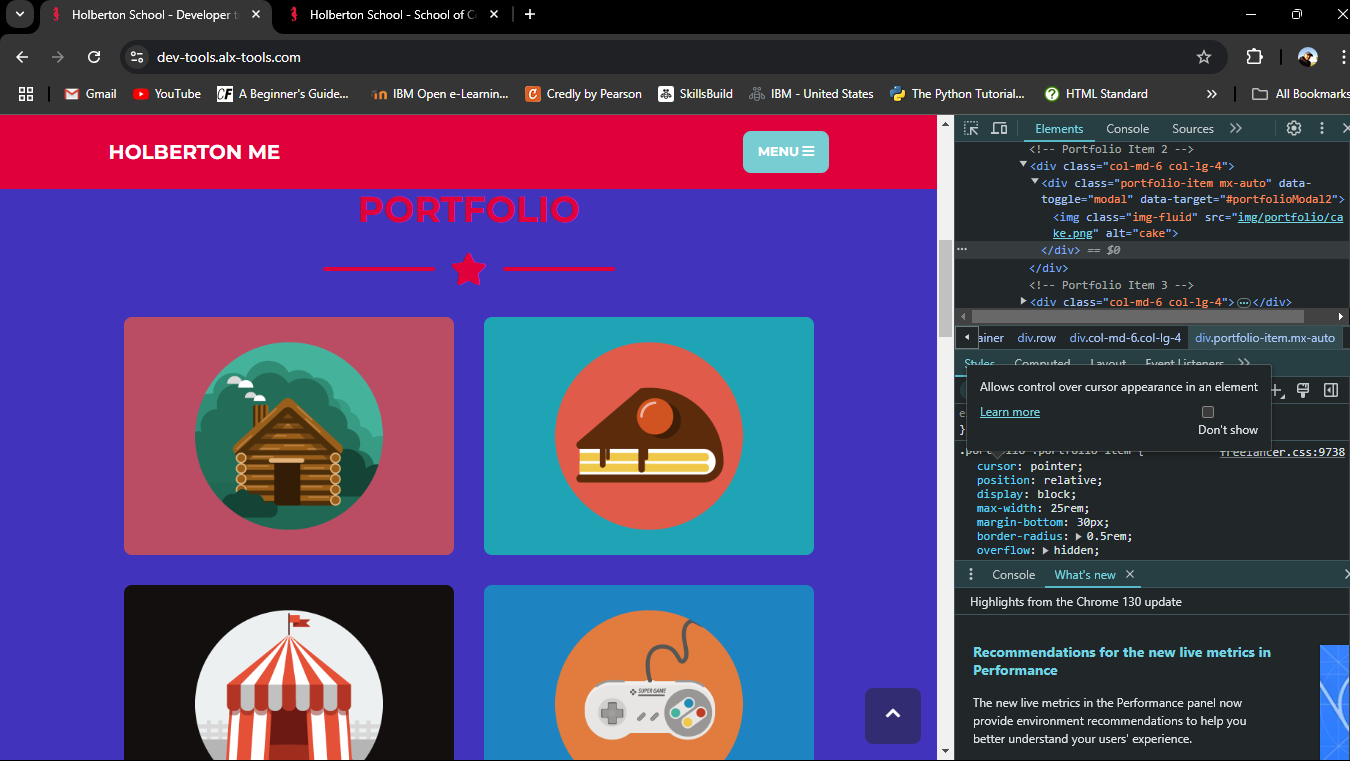 Holberton School - Developer t
Holberton School - School of C
dev-tools.alx-tools.com
Gmail
YouTube
A Beginner's Guide...
IBM Open e-Learnin...
Credly by Pearson
SkillsBuild
IBM - United States
The Python Tutorial...
HTML Standard
All Bookmarks
HOLBERTON ME
MENU
PORTFOLIO
SUPER GAME
Elements Console Sources
<!-- Portfolio Item 2 -->
<div class="col-md-6 col-lg-4">
<div class="portfolio-item mx-auto" data-
toggle="modal" data-target="#portfolioModal2">
<img class="img-fluid" src="img/portfolio/ca
ke.png" alt="cake">
</div> == $0
</div>
<!-- Portfolio Item 3 -->
<div class="col-md-6 col-lg-4">…</div>
ainer div.row div.col-md-6.col-lg-4 div.portfolio-item.mx-auto
Styles Computed Layout Event Listeners
Allows control over cursor appearance in an element
Learn more
Don't show
e
}
.portfolio .portfolio-item { freelancer.css:9738
cursor: pointer;
position: relative;
display: block;
max-width: 25rem;
margin-bottom: 30px;
border-radius: 0.5rem;
overflow: hidden;
Console What's new
Highlights from the Chrome 130 update
Recommendations for the new live metrics in
Performance
The new live metrics in the Performance panel now
provide environment recommendations to help you
better understand your users' experience.